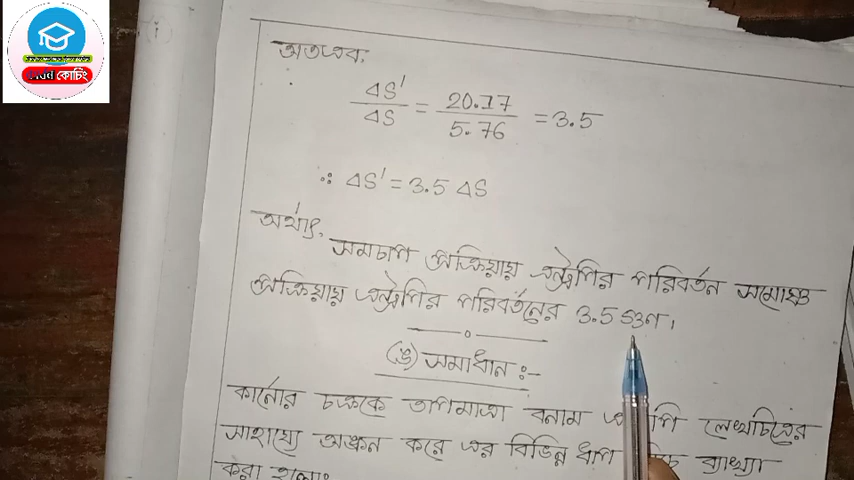 কোচিং
অতএব,
ΔS'/ΔS = 20.17/5.76 = 3.5
∴ ΔS' = 3.5 ΔS
অর্থাৎ,
সমচাপ প্রক্রিয়ায় এন্ট্রপির পরিবর্তন সমোষ্ণ
প্রক্রিয়ায় এন্ট্রপির পরিবর্তনের 3.5 গুণ।
(ঙ) সমাধান :-
কার্নোর চক্রকে তাপমাত্রা বনাম লেখচিত্রের
সাহায্যে অঙ্কন করে এর বিভিন্ন ধাপ ব্যাখ্যা
করা হলোঃ